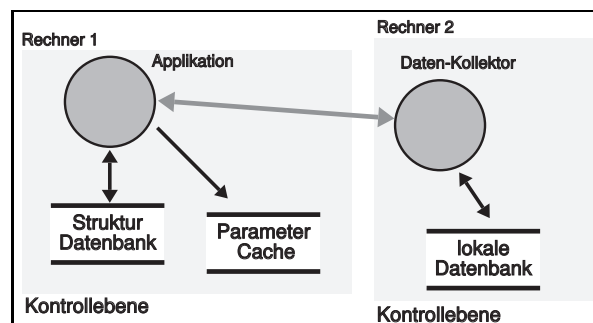 Rechner 1
Applikation
Struktur
Datenbank
Parameter
Cache
Kontrollebene
Rechner 2
Daten-Kollektor
lokale
Datenbank
Kontrollebene